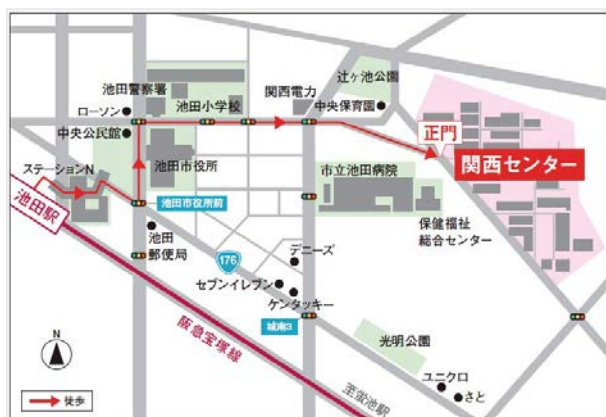 辻ヶ池公園
池田警察署
関西電力
ローソン
池田小学校
中央保育園
中央公民館
正門
関西センター
ステーションN
池田市役所
市立池田病院
池田駅
池田市役所前
保健福祉
総合センター
池田
郵便局
デニーズ
176
セブンイレブン
ケンタッキー
阪急宝塚線
城南3
光明公園
N
ユニクロ
至蛍池駅
さと
徒歩